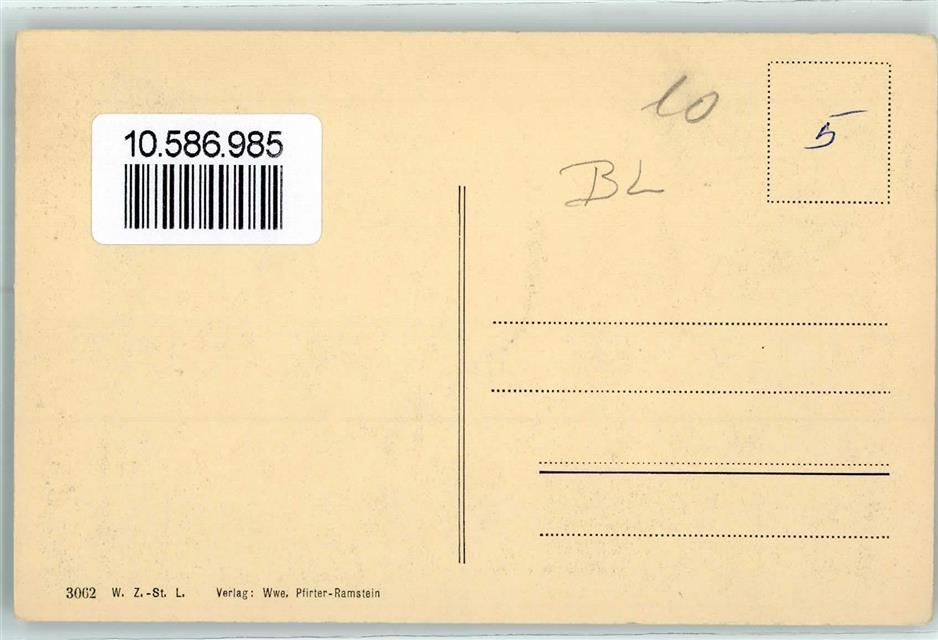 10
5
10.586.985
BL
3062 W. Z.-St. L. Verlag: Wwe. Pfirter-Ramstein